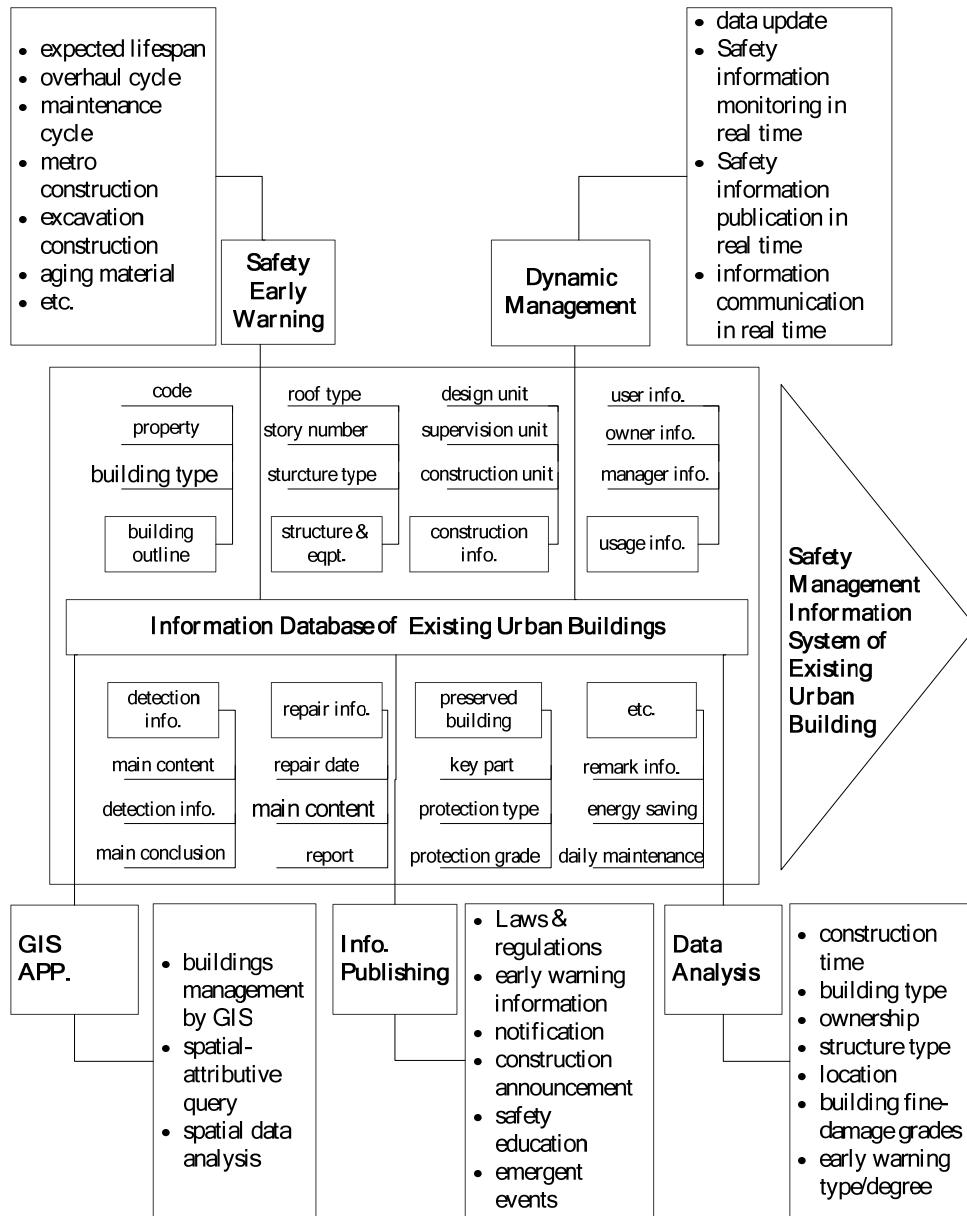 • expected lifespan
• overhaul cycle
• maintenance
cycle
• metro
construction
• excavation
construction
• aging material
• etc.
• data update
• Safety
information
monitoring in
real time
• Safety
information
publication in
real time
• information
communication
in real time
Safety
Early
Warning
Dynamic
Management
code
property
building type
building
outline
roof type
story number
sturcture type
structure &
eqpt.
design unit
supervision unit
construction unit
construction
info.
user info.
owner info.
manager info.
usage info.
Information Database of Existing Urban Buildings
detection
info.
main content
detection info.
main conclusion
repair info.
repair date
main content
report
preserved
building
key part
protection type
protection grade
etc.
remark info.
energy saving
daily maintenance
Safety
Management
Information
System of
Existing
Urban
Building
GIS
APP.
• buildings
management
by GIS
• spatial-
attributive
query
• spatial data
analysis
Info.
Publishing
• Laws &
regulations
• early warning
information
• notification
• construction
announcement
• safety
education
• emergent
events
Data
Analysis
• construction
time
• building type
• ownership
• structure type
• location
• building fine-
damage grades
• early warning
type/degree